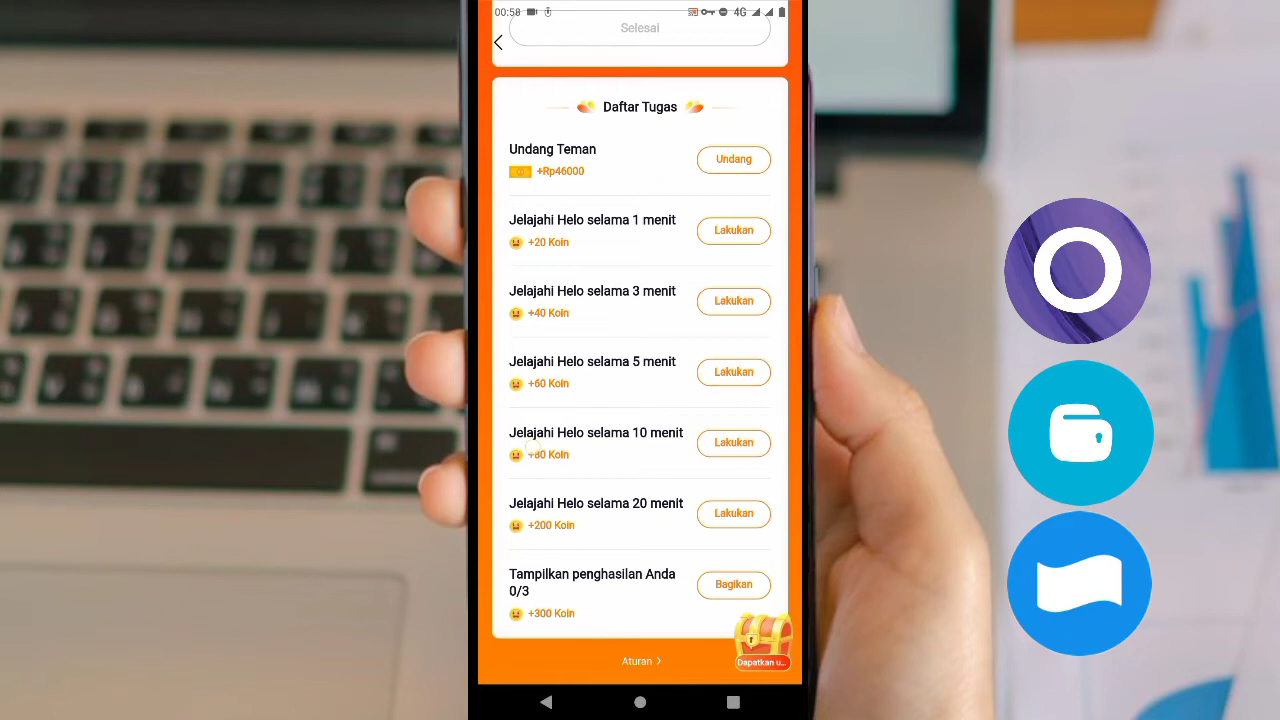 00:58
4G
Selesai
Daftar Tugas
Undang Teman
+Rp46000
Undang
Jelajahi Helo selama 1 menit
+20 Koin
Lakukan
Jelajahi Helo selama 3 menit
+40 Koin
Lakukan
Jelajahi Helo selama 5 menit
+60 Koin
Lakukan
Jelajahi Helo selama 10 menit
+80 Koin
Lakukan
Jelajahi Helo selama 20 menit
+200 Koin
Lakukan
Tampilkan penghasilan Anda
0/3
+300 Koin
Bagikan
Dapatkan u...
Aturan